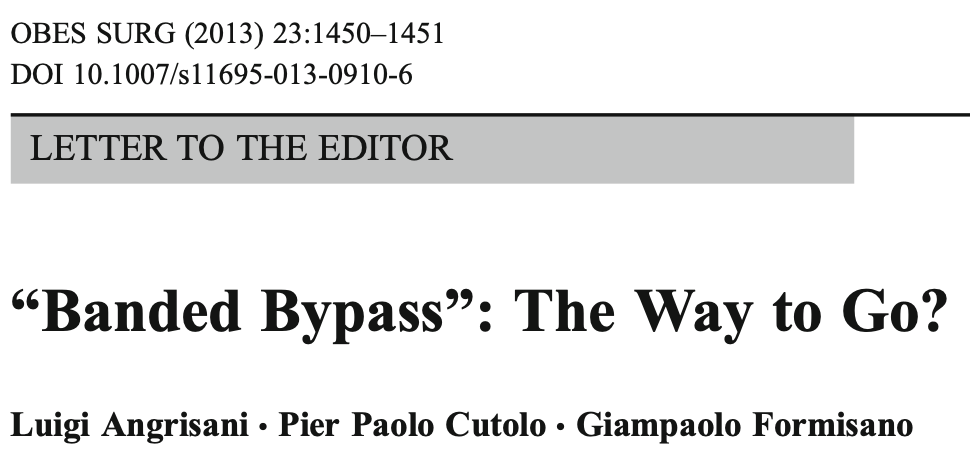 OBES SURG (2013) 23:1450–1451
DOI 10.1007/s11695-013-0910-6
LETTER TO THE EDITOR
“Banded Bypass”: The Way to Go?
Luigi Angrisani · Pier Paolo Cutolo · Giampaolo Formisano